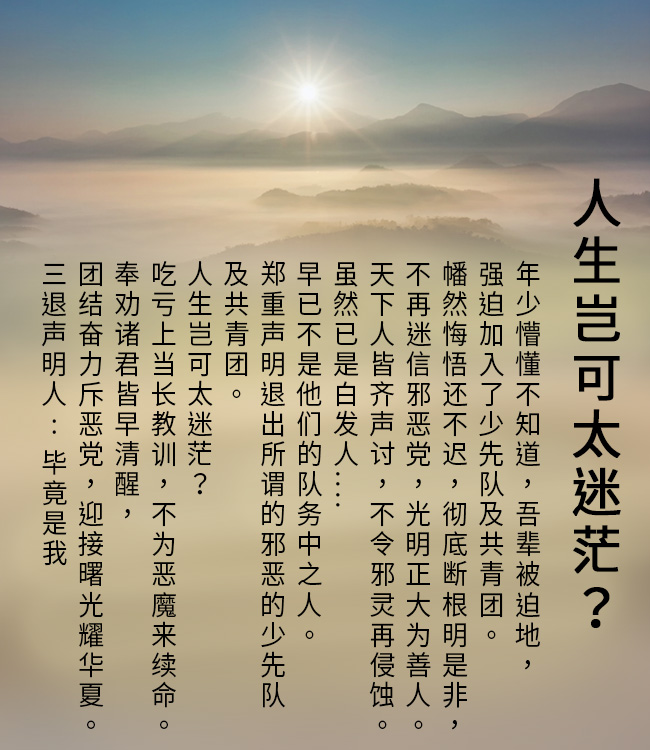 人生岂可太迷茫？
年少懵懂不知道，吾辈被迫地，
强迫加入了少先队及共青团。
幡然悔悟还不迟，彻底断根明是非，
不再迷信邪恶党，光明正大为善人。
天下人皆齐声讨，不令邪灵再侵蚀。
虽然已是白发人……
早已不是他们的队务中之人。
郑重声明退出所谓的邪恶的少先队
及共青团。
人生岂可太迷茫？
吃亏上当长教训，不为恶魔来续命。
奉劝诸君皆早清醒，
团结奋力斥恶党，迎接曙光耀华夏。
三退声明人：毕竟是我